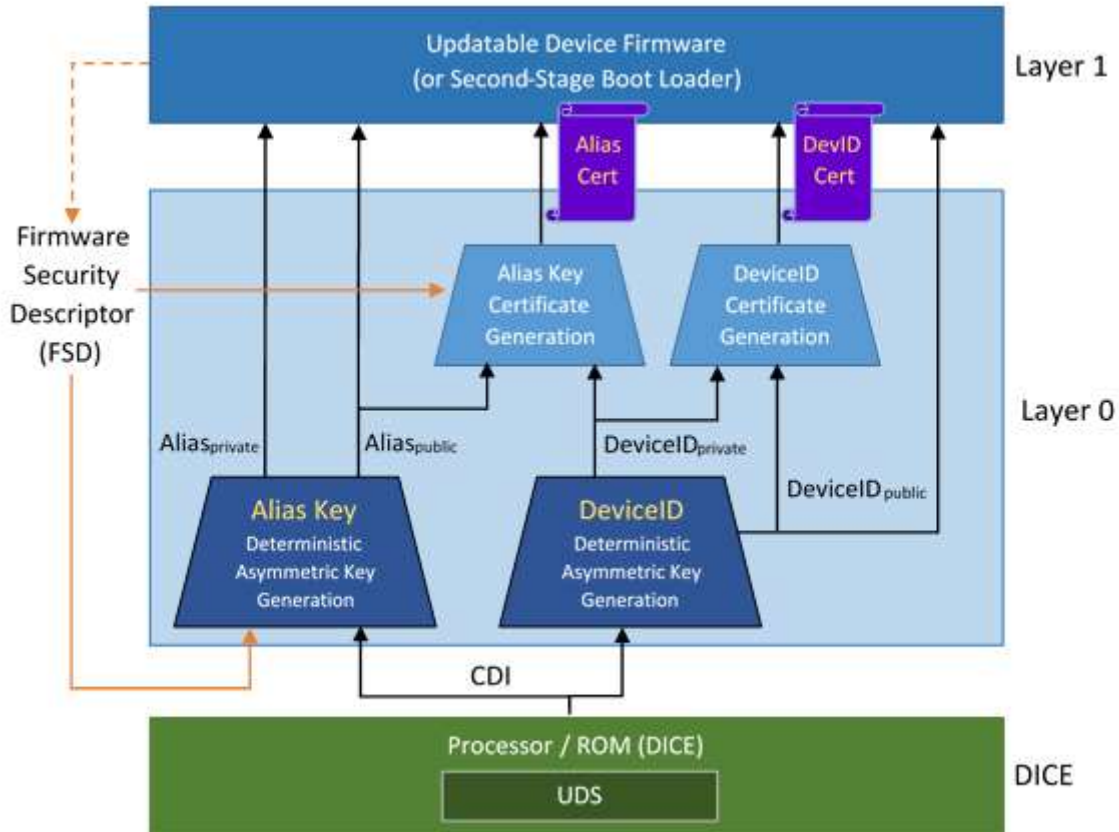 Updatable Device Firmware
(or Second-Stage Boot Loader)
Layer 1
Alias
Cert
DevID
Cert
Firmware
Security
Descriptor
(FSD)
Alias Key
Certificate
Generation
DeviceID
Certificate
Generation
Layer 0
Aliasprivate
Aliaspublic
DeviceIDprivate
DeviceIDpublic
Alias Key
Deterministic
Asymmetric Key
Generation
DeviceID
Deterministic
Asymmetric Key
Generation
CDI
Processor / ROM (DICE)
UDS
DICE